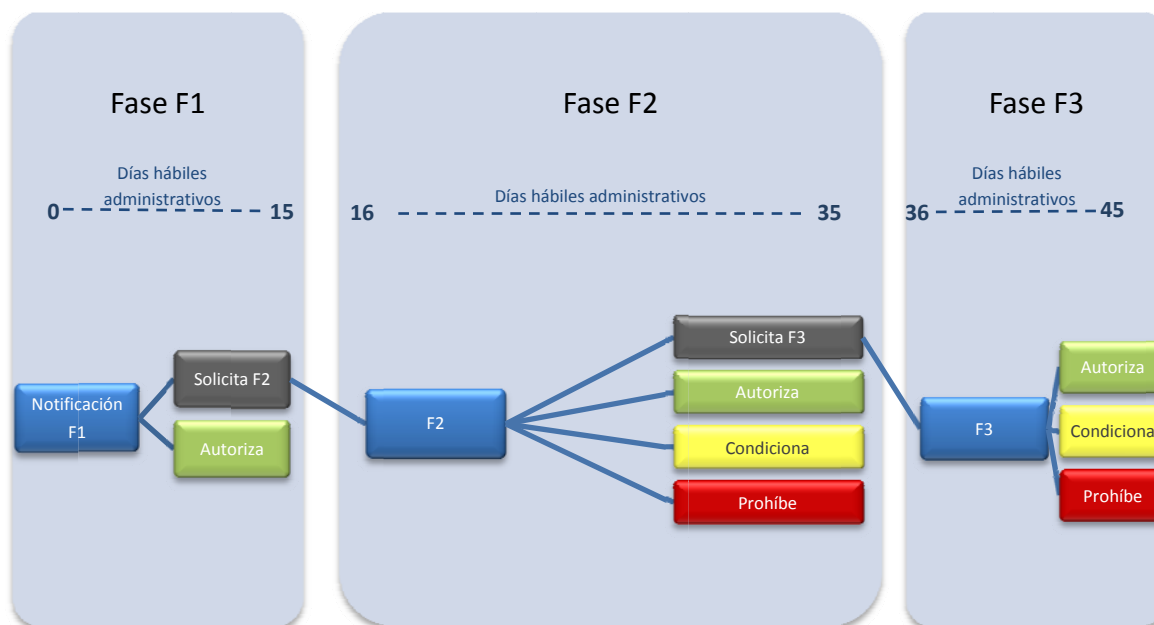 Fase F1
Días hábiles
administrativos
0
15
Notificación
F1
Solicita F2
Autoriza
Fase F2
Días hábiles administrativos
16
35
F2
Solicita F3
Autoriza
Condiciona
Prohíbe
Fase F3
Días hábiles
administrativos
36
45
F3
Autoriza
Condiciona
Prohíbe